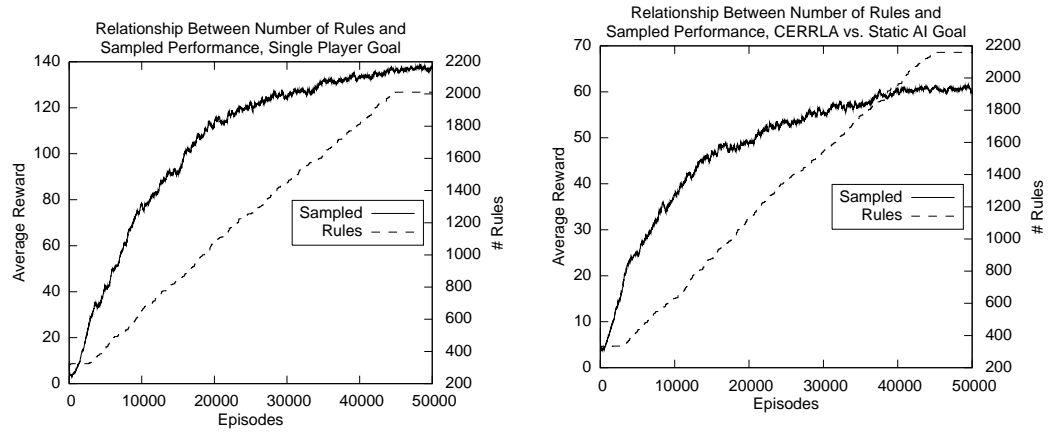 Relationship Between Number of Rules and
Sampled Performance, Single Player Goal
140
120
100
80
60
40
20
0
Average Reward
2200
2000
1800
1600
1400
1200
1000
800
600
400
200
# Rules
Sampled
Rules
0 10000 20000 30000 40000 50000
Episodes
Relationship Between Number of Rules and
Sampled Performance, CERRLA vs. Static AI Goal
70
60
50
40
30
20
10
0
Average Reward
2200
2000
1800
1600
1400
1200
1000
800
600
400
200
# Rules
Sampled
Rules
0 10000 20000 30000 40000 50000
Episodes